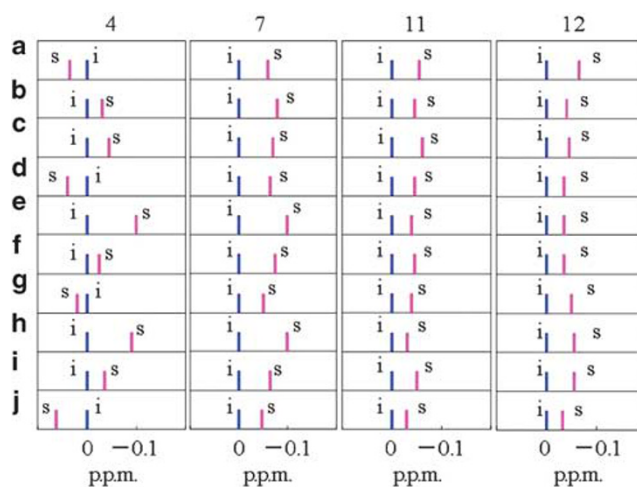 4 7 11 12
a s i i s i s i s
b i s i s i s i s
c i s i s i s i s
d s i i s i s i s
e i s i s i s i s
f i s i s i s i s
g s i i s i s i s
h i s i s i s i s
i i s i s i s i s
j s i i s i s i s
0 −0.1 0 −0.1 0 −0.1 0 −0.1
p.p.m. p.p.m. p.p.m. p.p.m.